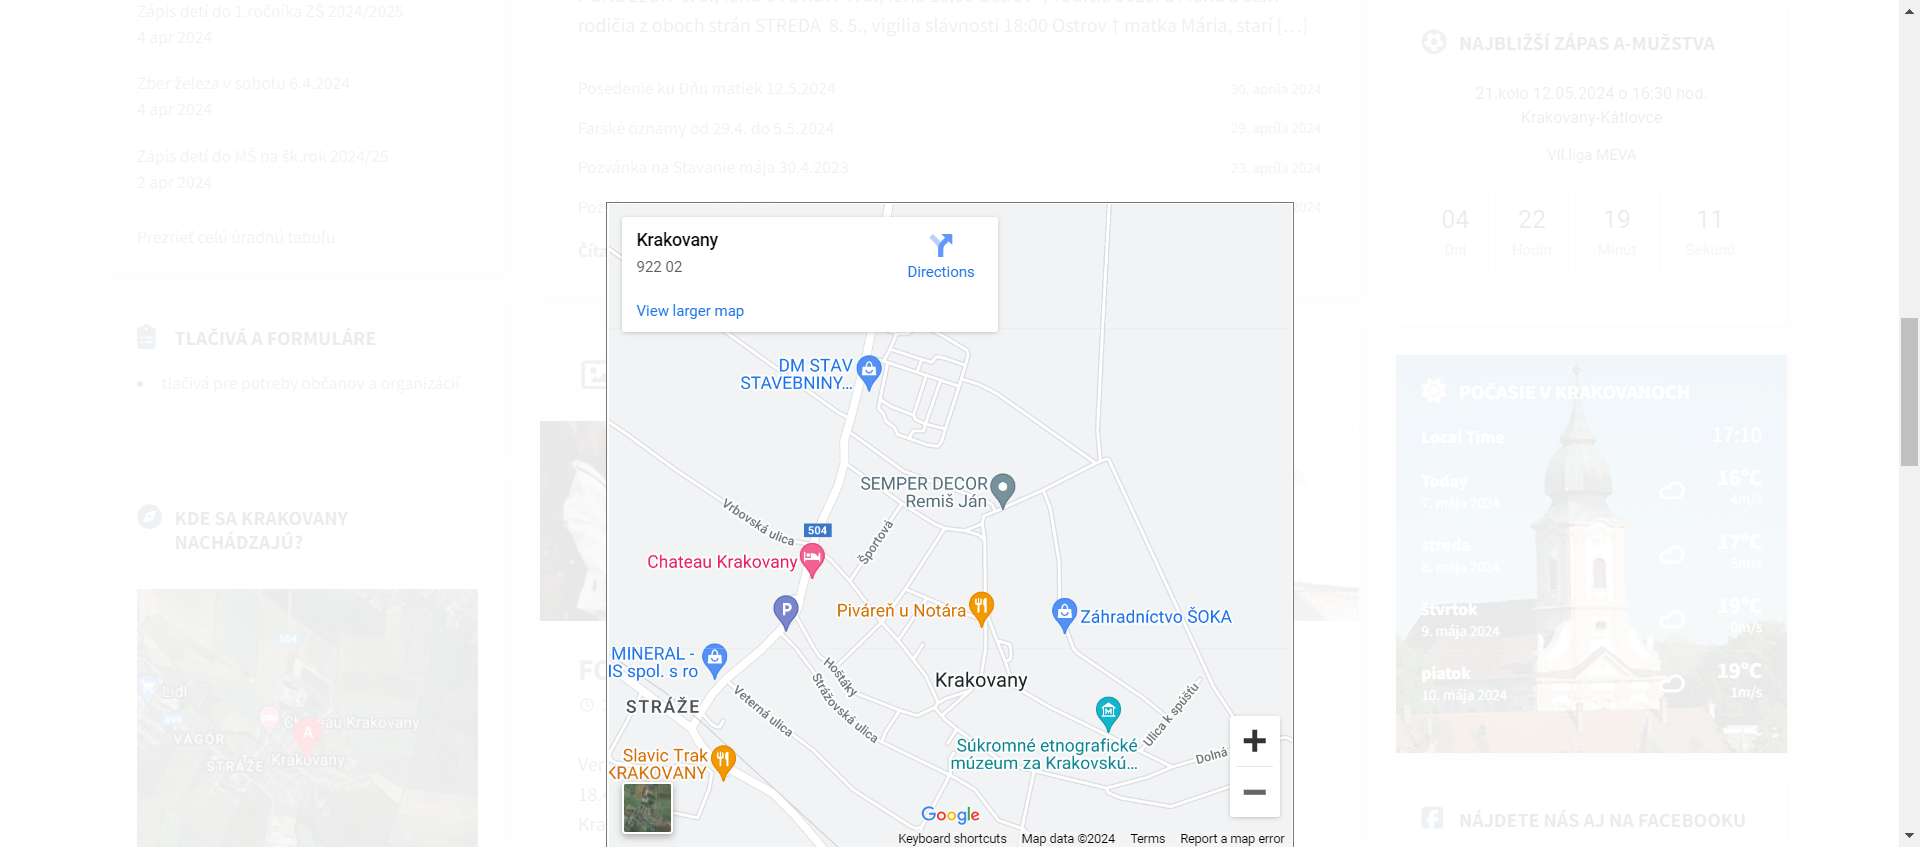 Zápis detí do 1.ročníka ZŠ 2024/2025
4 apr 2024
Zber železa v sobotu 6.4.2024
4 apr 2024
Zápis detí do MŠ na šk.rok 2024/25
2 apr 2024
Prezrieť celú úradnú tabuľu
TLAČIVÁ A FORMULÁRE
tlačivá pre potreby občanov a organizácií
KDE SA KRAKOVANY
NACHÁDZAJÚ?
504
Lidl
499
Chateau Krakovany
VAGÓR
A
STRÁŽE
Krakovany
rodičia z oboch strán STREDA 8. 5., vigília slávnosti 18:00 Ostrov † matka Mária, starí […]
Posedenie ku Dňu matiek 12.5.2024 30. apríla 2024
Farské oznamy od 29.4. do 5.5.2024 29. apríla 2024
Pozvánka na Stavanie mája 30.4.2023 23. apríla 2024
2024
Krakovany
922 02
Directions
View larger map
DM STAV
STAVEBNINY...
SEMPER DECOR
Remiš Ján
Vrbovská ulica
504
Športová
Chateau Krakovany
P
Piváreň u Notára
Záhradníctvo ŠOKA
MINERAL -
IS spol. s ro
Hoštáky
Strážovská ulica
Krakovany
STRÁŽE
Veterná ulica
Ulica k spúšťu
Súkromné etnografické
múzeum za Krakovskú...
Dolná
Slavic Trak
KRAKOVANY
Google
Keyboard shortcuts Map data ©2024 Terms Report a map error
NAJBLIŽŠÍ ZÁPAS A-MUŽSTVA
21.kolo 12.05.2024 o 16:30 hod.
Krakovany-Kátlovce
VII.liga MEVA
04 22 19 11
Dní Hodín Minút Sekúnd
POČASIE V KRAKOVANOCH
Local Time 17:10
Today 16°C
7. mája 2024 4m/s
streda 17°C
8. mája 2024 3m/s
štvrtok 19°C
9. mája 2024 0m/s
piatok 19°C
10. mája 2024 1m/s
NÁJDETE NÁS AJ NA FACEBOOKU